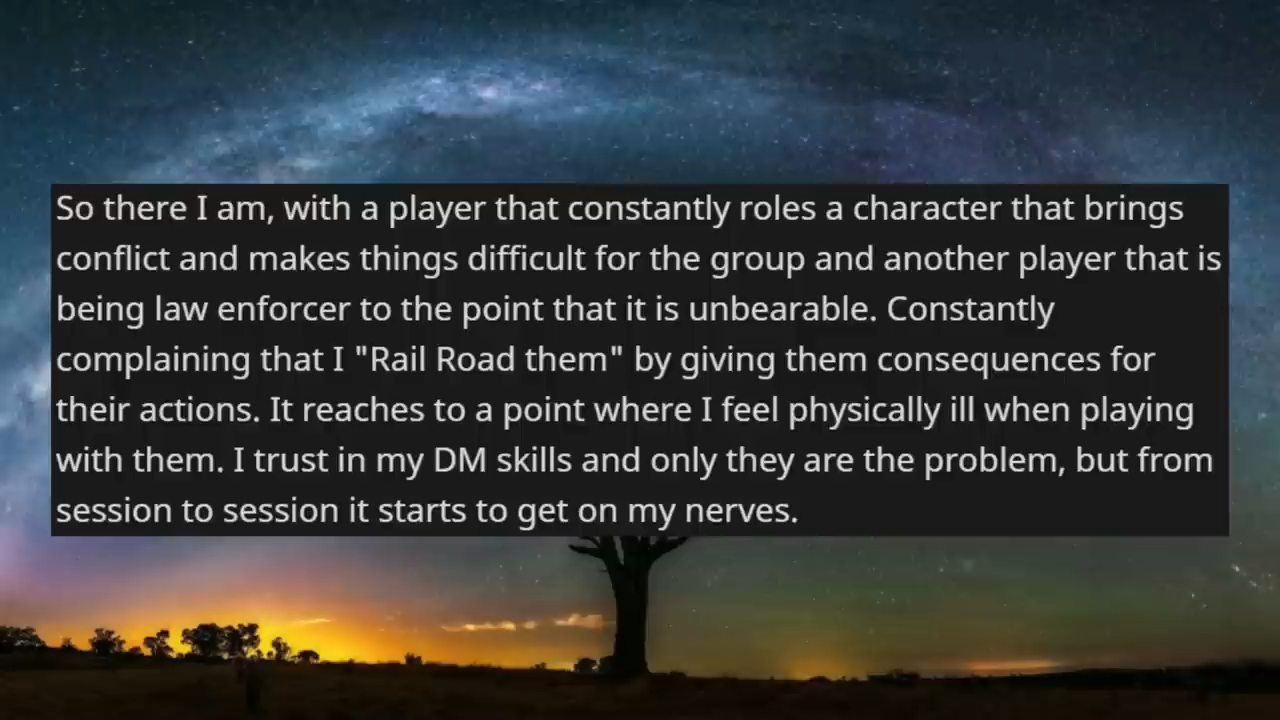 So there I am, with a player that constantly roles a character that brings
conflict and makes things difficult for the group and another player that is
being law enforcer to the point that it is unbearable. Constantly
complaining that I "Rail Road them" by giving them consequences for
their actions. It reaches to a point where I feel physically ill when playing
with them. I trust in my DM skills and only they are the problem, but from
session to session it starts to get on my nerves.